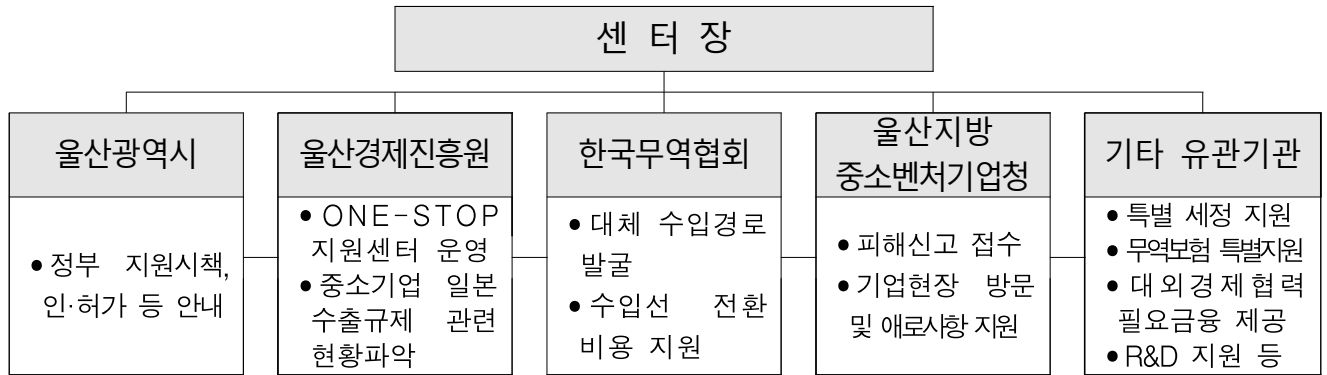 센 터 장
울산광역시
● 정부 지원시책,
인·허가 등 안내
울산경제진흥원
● ONE-STOP
지원센터 운영
● 중소기업 일본
수출규제 관련
현황파악
한국무역협회
● 대체 수입경로
발굴
● 수입선 전환
비용 지원
울산지방
중소벤처기업청
● 피해신고 접수
● 기업현장 방문
및 애로사항 지원
기타 유관기관
● 특별 세정 지원
● 무역보험 특별지원
● 대외경제협력
필요금융 제공
● R&D 지원 등